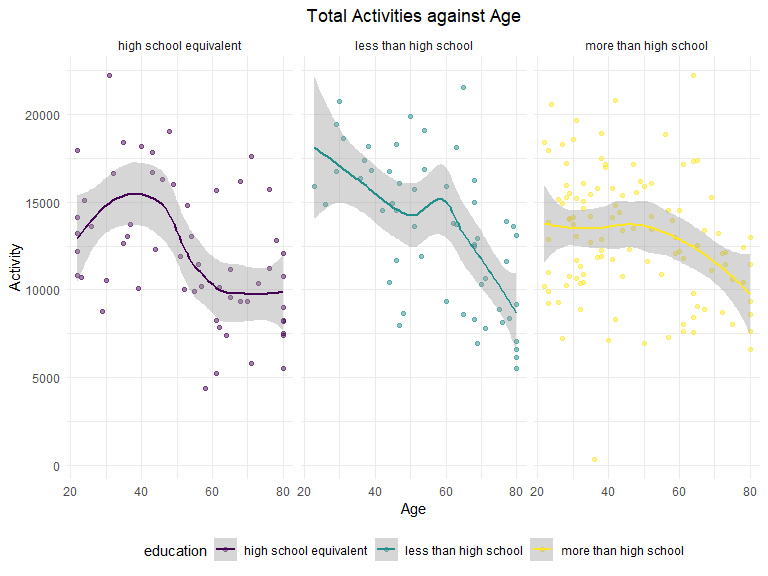 Total Activities against Age
high school equivalent less than high school more than high school
20000
15000
10000
5000
0
Activity
20 40 60 80 20 40 60 80 20 40 60 80
Age
education high school equivalent less than high school more than high school